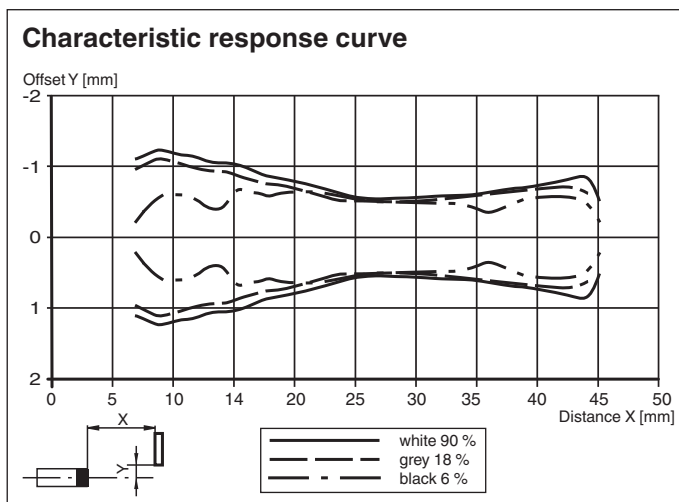 Characteristic response curve
Offset Y [mm]
-2
-1
0
1
2
0 5 10 14 20 25 30 35 40 45 50
Distance X [mm]
X
Y
white 90 %
grey 18 %
black 6 %